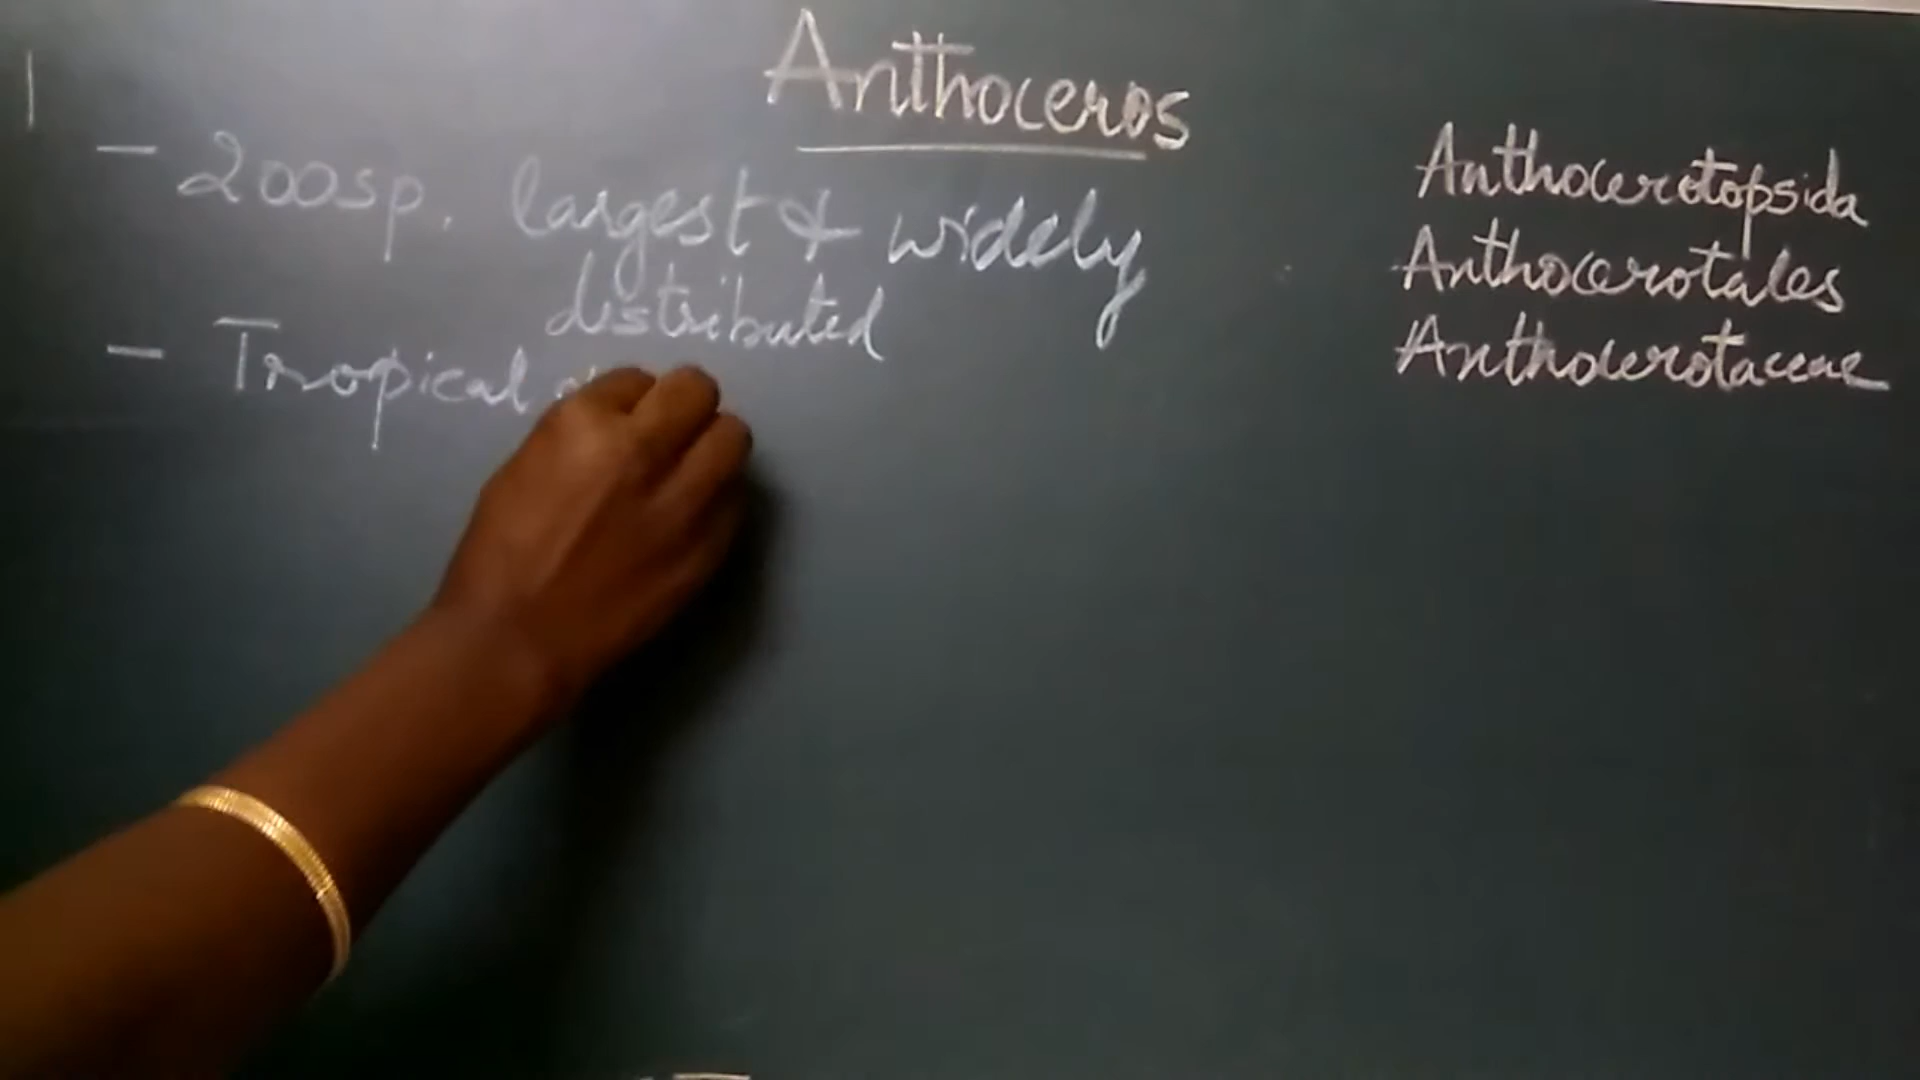 Anthoceros
- 200sp. largest & widely
distributed
- Tropical
Anthocerotopsida
Anthocerotales
Anthocerotaceae